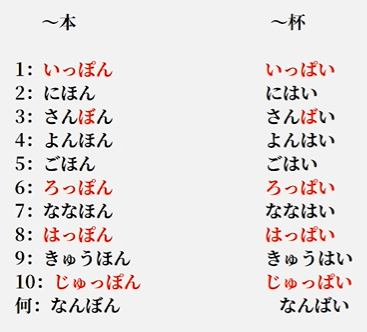 ～本 ～杯
1：いっぽん いっぱい
2：にほん にはい
3：さんぼん さんばい
4：よんほん よんはい
5：ごほん ごはい
6：ろっぽん ろっぱい
7：ななほん ななはい
8：はっぽん はっぱい
9：きゅうほん きゅうはい
10：じゅっぽん じゅっぱい
何：なんぼん なんばい